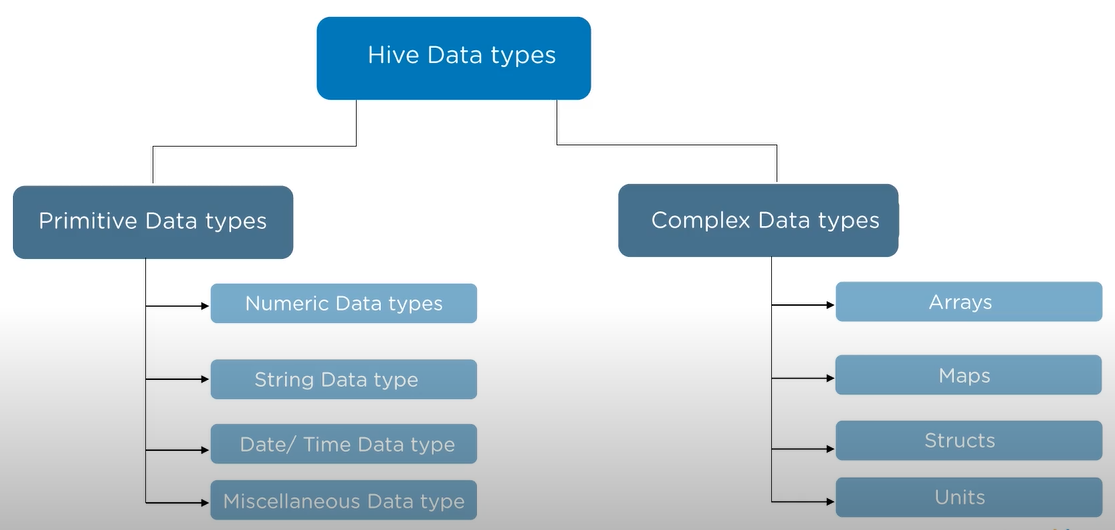 Hive Data types
Primitive Data types
Numeric Data types
String Data type
Date/ Time Data type
Miscellaneous Data type
Complex Data types
Arrays
Maps
Structs
Units